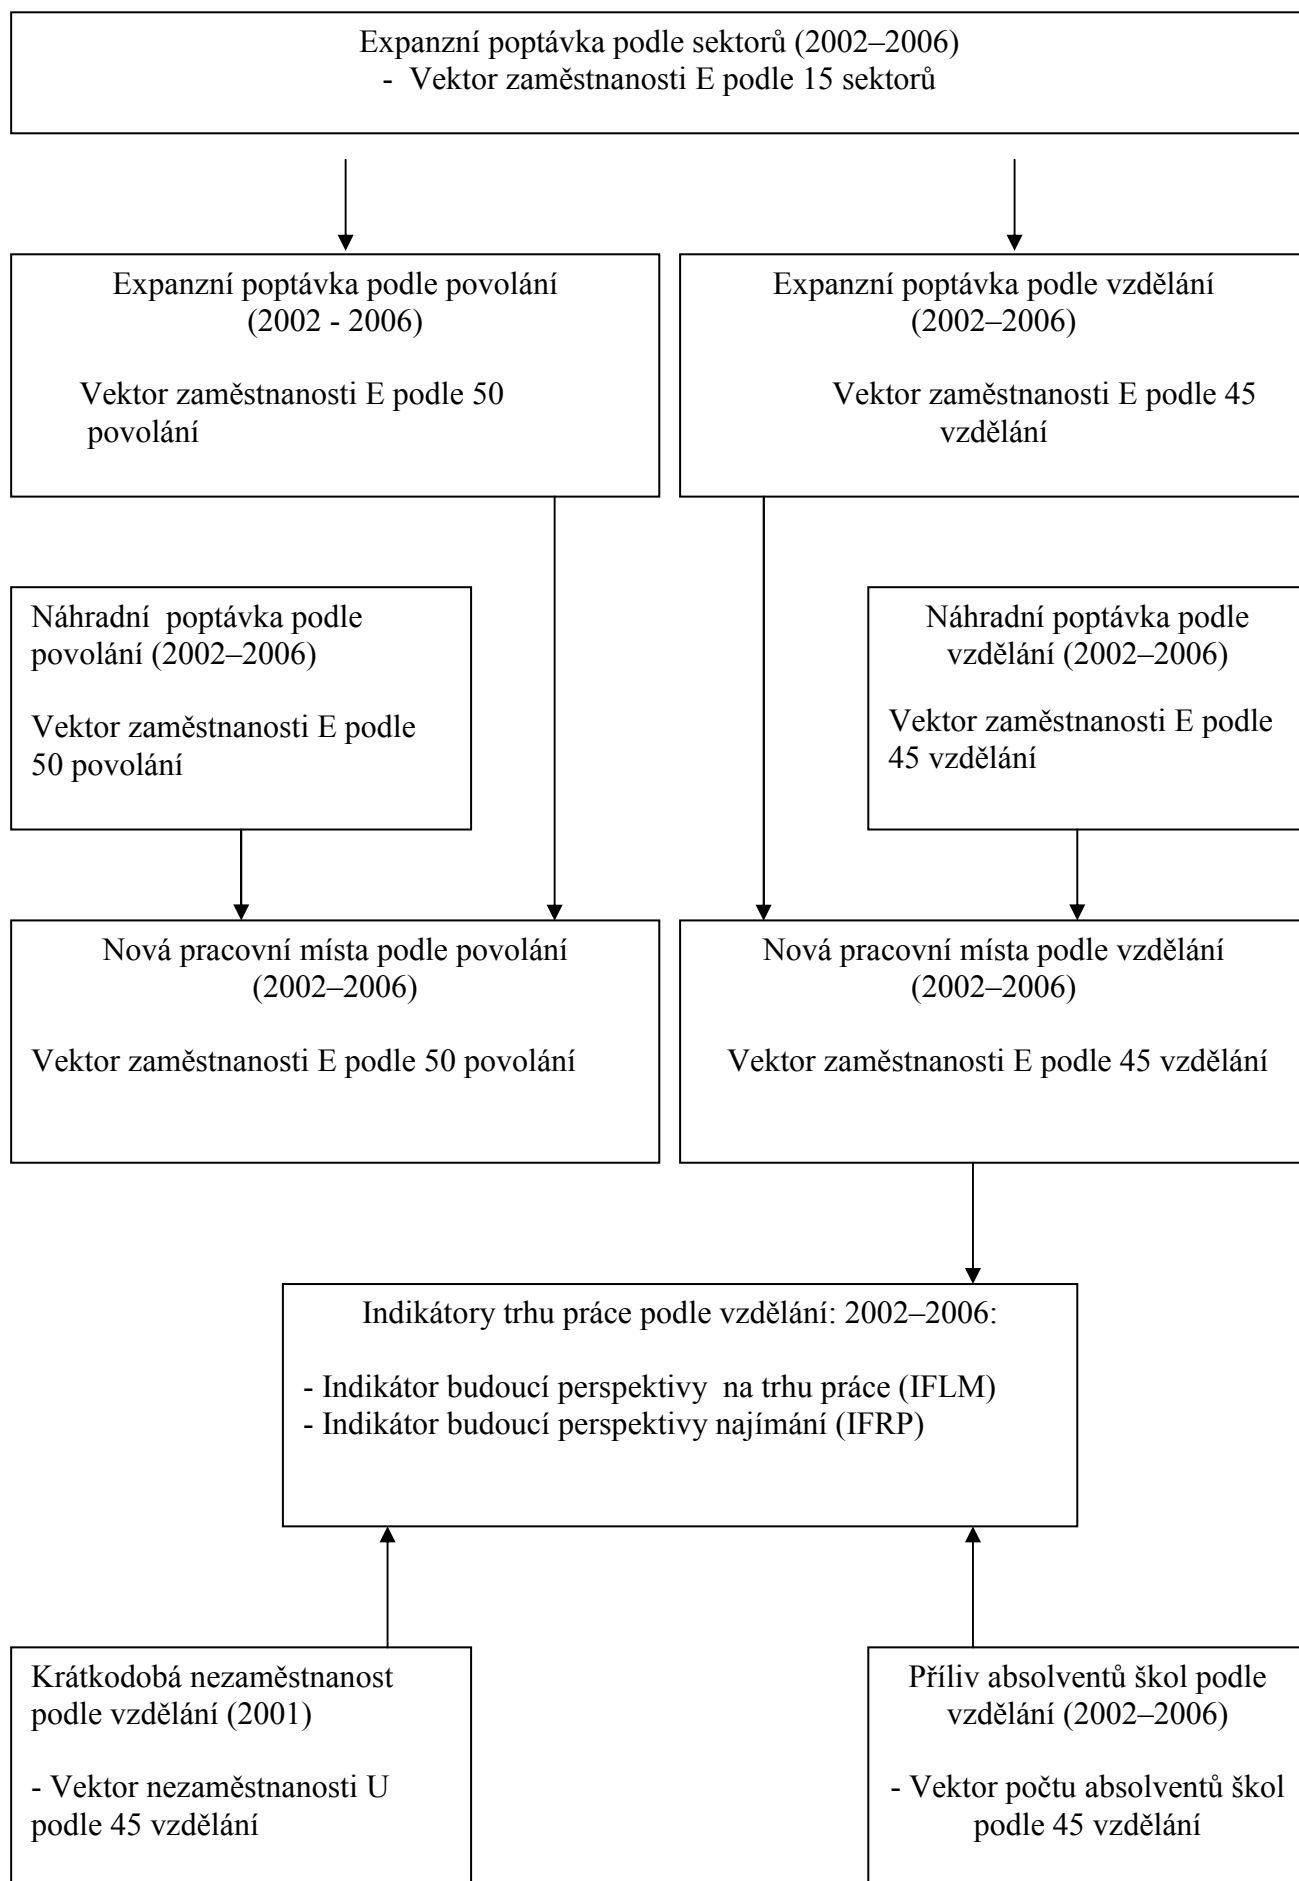 Expanzní poptávka podle sektorů (2002–2006)
- Vektor zaměstnanosti E podle 15 sektorů
Expanzní poptávka podle povolání
(2002 - 2006)
Vektor zaměstnanosti E podle 50
povolání
Expanzní poptávka podle vzdělání
(2002–2006)
Vektor zaměstnanosti E podle 45
vzdělání
Náhradní poptávka podle
povolání (2002–2006)
Vektor zaměstnanosti E podle
50 povolání
Náhradní poptávka podle
vzdělání (2002–2006)
Vektor zaměstnanosti E podle
45 vzdělání
Nová pracovní místa podle povolání
(2002–2006)
Vektor zaměstnanosti E podle 50 povolání
Nová pracovní místa podle vzdělání
(2002–2006)
Vektor zaměstnanosti E podle 45 vzdělání
Indikátory trhu práce podle vzdělání: 2002–2006:
- Indikátor budoucí perspektivy na trhu práce (IFLM)
- Indikátor budoucí perspektivy najímání (IFRP)
Krátkodobá nezaměstnanost
podle vzdělání (2001)
- Vektor nezaměstnanosti U
podle 45 vzdělání
Příliv absolventů škol podle
vzdělání (2002–2006)
- Vektor počtu absolventů škol
podle 45 vzdělání